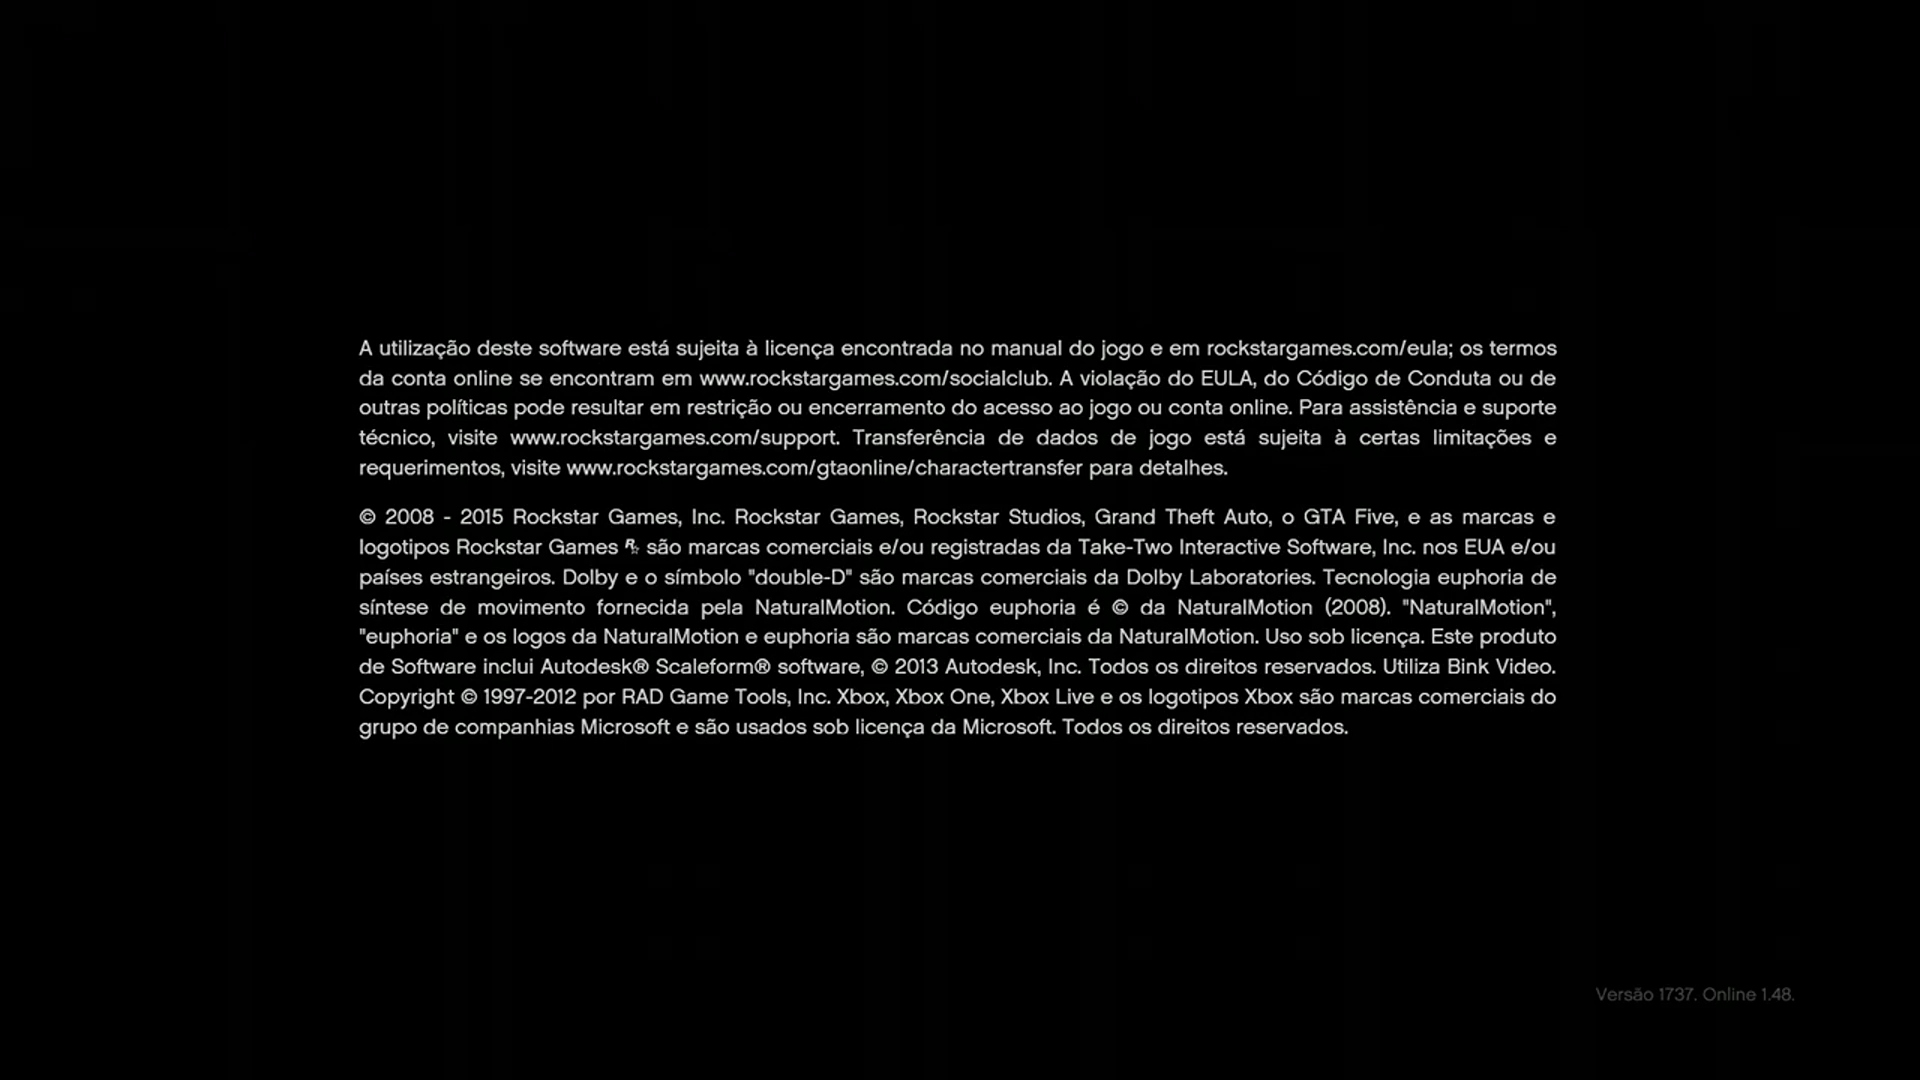 A utilização deste software está sujeita à licença encontrada no manual do jogo e em rockstargames.com/eula; os termos
da conta online se encontram em www.rockstargames.com/socialclub. A violação do EULA, do Código de Conduta ou de
outras políticas pode resultar em restrição ou encerramento do acesso ao jogo ou conta online. Para assistência e suporte
técnico, visite www.rockstargames.com/support. Transferência de dados de jogo está sujeita à certas limitações e
requerimentos, visite www.rockstargames.com/gtaonline/charactertransfer para detalhes.
© 2008 - 2015 Rockstar Games, Inc. Rockstar Games, Rockstar Studios, Grand Theft Auto, o GTA Five, e as marcas e
logotipos Rockstar Games R* são marcas comerciais e/ou registradas da Take-Two Interactive Software, Inc. nos EUA e/ou
países estrangeiros. Dolby e o símbolo "double-D" são marcas comerciais da Dolby Laboratories. Tecnologia euphoria de
síntese de movimento fornecida pela NaturalMotion. Código euphoria é © da NaturalMotion (2008). "NaturalMotion",
"euphoria" e os logos da NaturalMotion e euphoria são marcas comerciais da NaturalMotion. Uso sob licença. Este produto
de Software inclui Autodesk® Scaleform® software, © 2013 Autodesk, Inc. Todos os direitos reservados. Utiliza Bink Video.
Copyright © 1997-2012 por RAD Game Tools, Inc. Xbox, Xbox One, Xbox Live e os logotipos Xbox são marcas comerciais do
grupo de companhias Microsoft e são usados sob licença da Microsoft. Todos os direitos reservados.
Versão 1737. Online 1.48.